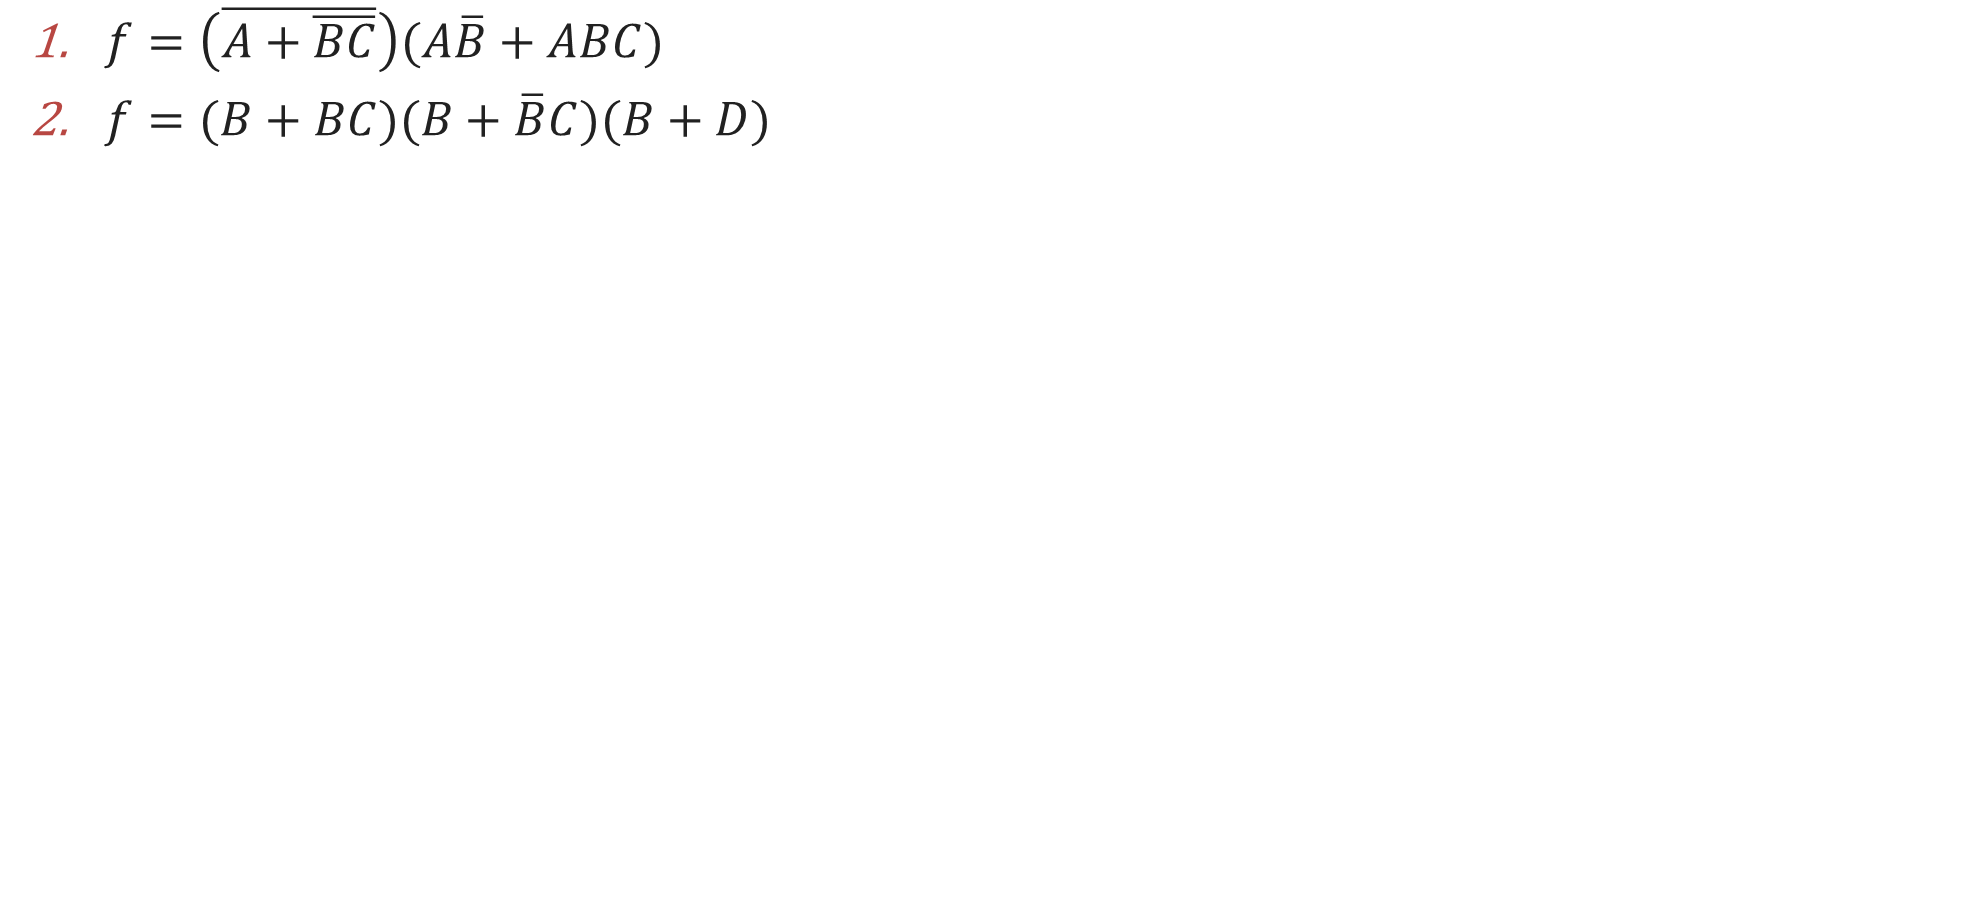 1. f = (\overline{A + \overline{BC}})(A\overline{B} + ABC)
2. f = (B + BC)(B + \overline{B}C)(B + D)